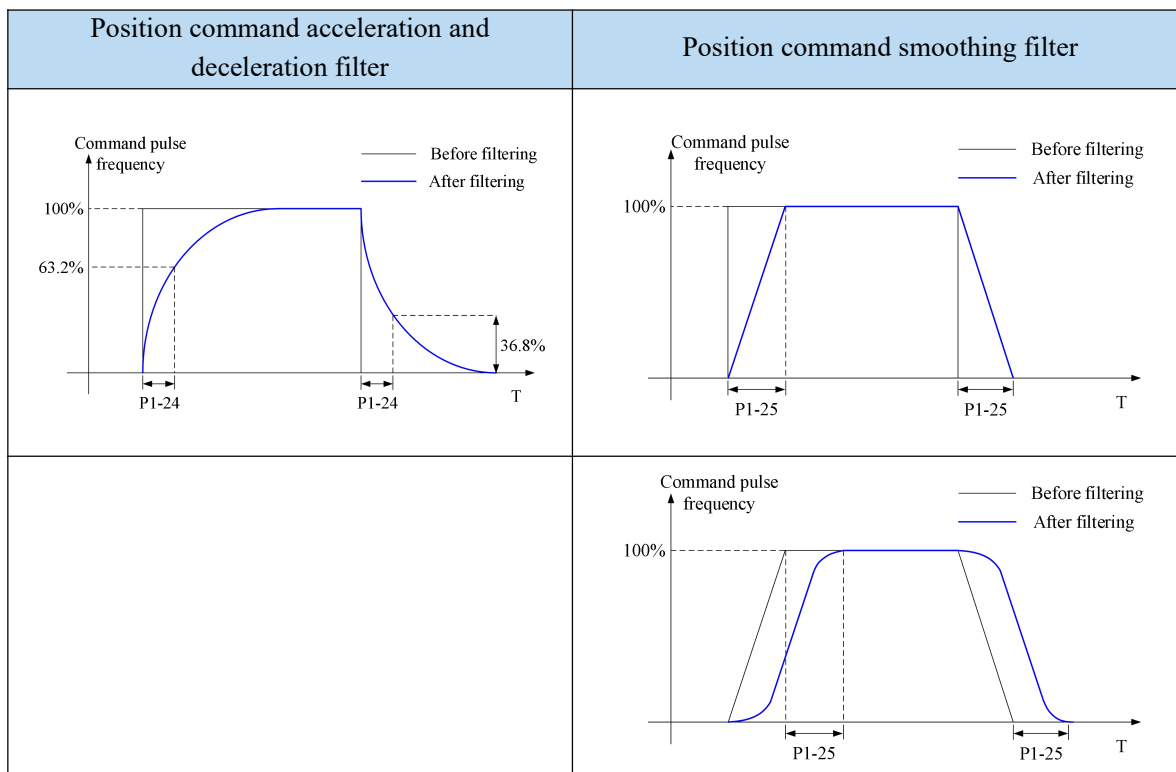 Position command acceleration and
deceleration filter
Position command smoothing filter
Command pulse
frequency
Before filtering
After filtering
100%
63.2%
36.8%
P1-24
P1-24
T
Command pulse
frequency
Before filtering
After filtering
100%
P1-25
P1-25
T
Command pulse
frequency
Before filtering
After filtering
100%
P1-25
P1-25
T